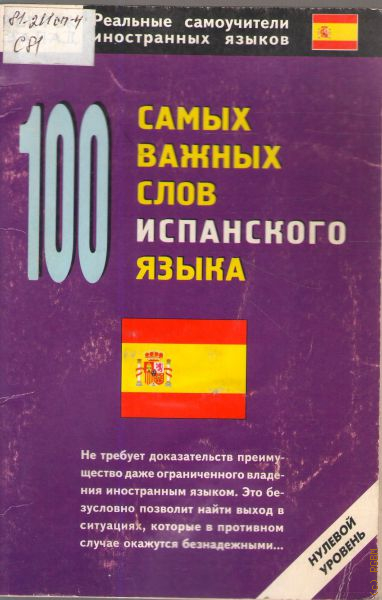 81.2Исп-4
С81
Реальные самоучители
иностранных языков
100
САМЫХ
ВАЖНЫХ
СЛОВ
ИСПАНСКОГО
ЯЗЫКА
Не требует доказательств преиму-
щество даже ограниченного владе-
ния иностранным языком. Это бе-
зусловно позволит найти выход в
ситуациях, которые в противном
случае окажутся безнадежными...
НУЛЕВОЙ
УРОВЕНЬ